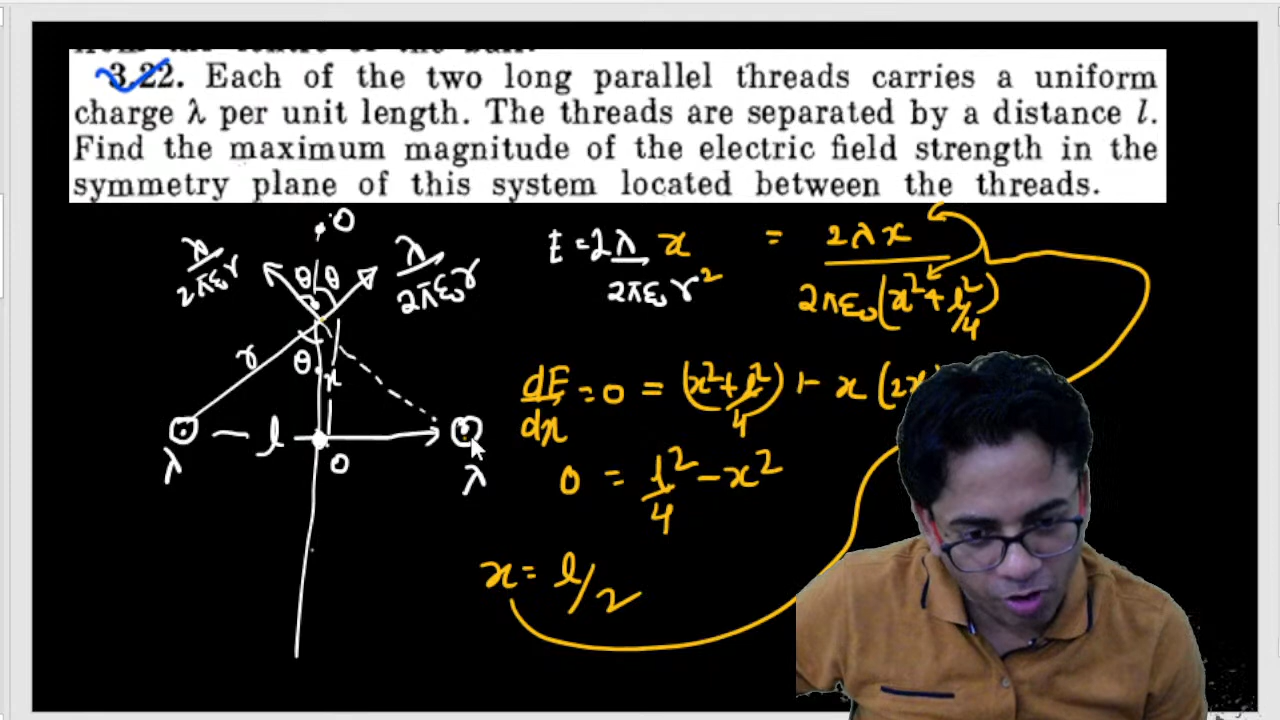 3.22. Each of the two long parallel threads carries a uniform
charge λ per unit length. The threads are separated by a distance l.
Find the maximum magnitude of the electric field strength in the
symmetry plane of this system located between the threads.
0
λ/2πε₀r
θ θ
λ/2πε₀r
r
θ
x
l
0
λ
λ
E = 2λ/2πε₀r² x = 2λx/2πε₀(x² + l²/4)
dE/dx = 0 = (x² + l²/4) 1 - x (2x
0 = l²/4 - x²
x = l/2